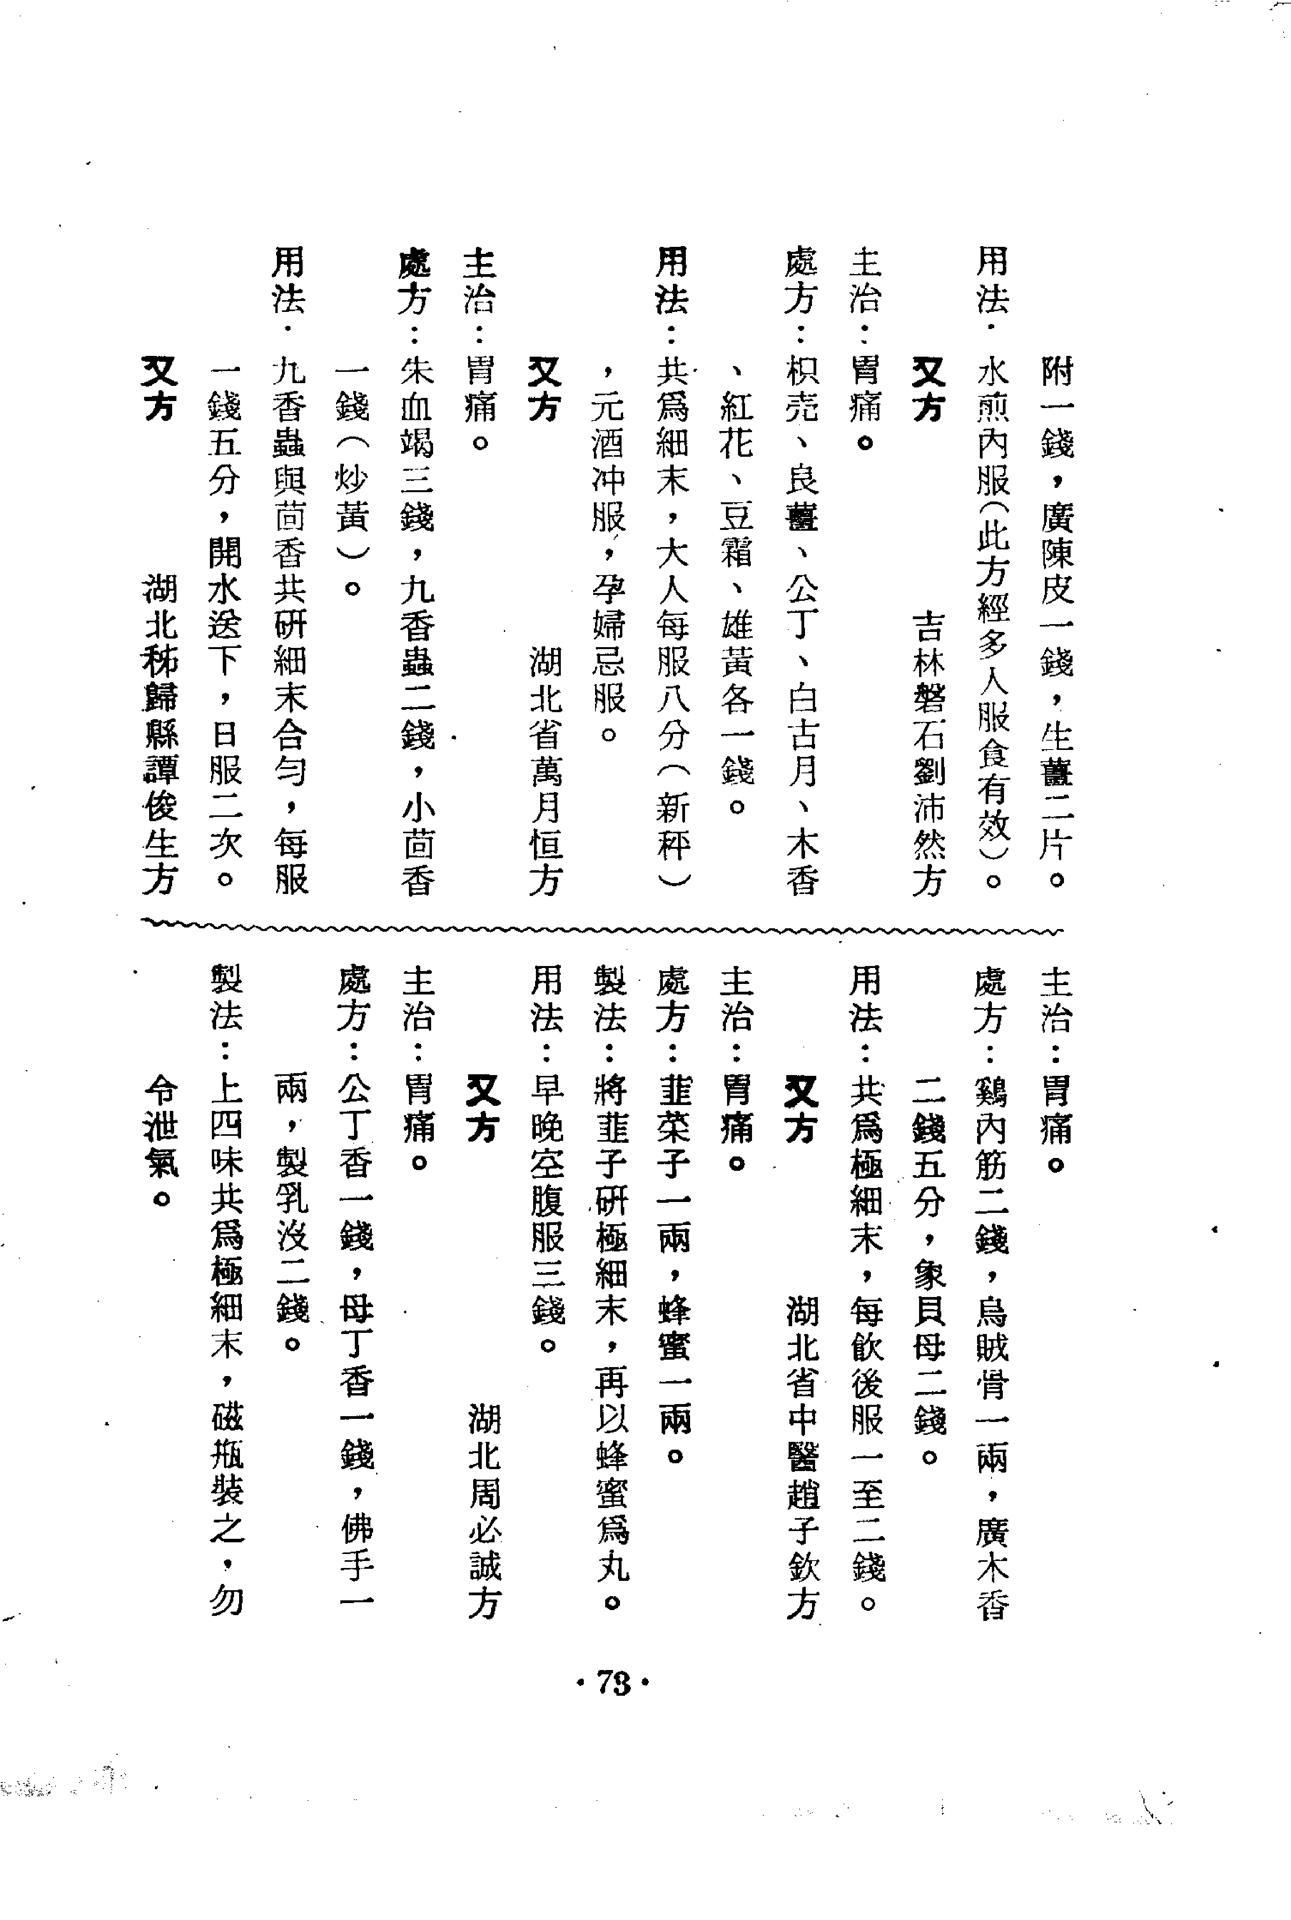 附一錢，廣陳皮一錢，生薑二片。
用法．水煎內服（此方經多人服食有效）。
又方　吉林磐石劉沛然方
主治：胃痛。
處方：枳壳、良薑、公丁、白古月、木香
、紅花、豆霜、雄黃各一錢。
用法：共爲細末，大人每服八分（新秤）
，元酒冲服，孕婦忌服。
又方　湖北省萬月恒方
主治：胃痛。
處方：朱血竭三錢，九香蟲二錢，小茴香
一錢（炒黃）。
用法．九香蟲與茴香共研細末合勻，每服
一錢五分，開水送下，日服二次。
又方　湖北秭歸縣譚俊生方
主治：胃痛。
處方：鷄內筋二錢，烏賊骨一兩，廣木香
二錢五分，象貝母二錢。
用法：共爲極細末，每飮後服一至二錢。
又方　湖北省中醫趙子欽方
主治：胃痛。
處方：韮菜子一兩，蜂蜜一兩。
製法：將韮子研極細末，再以蜂蜜爲丸。
用法：早晚空腹服三錢。
又方　湖北周必誠方
主治：胃痛。
處方：公丁香一錢，母丁香一錢，佛手一
兩，製乳沒二錢。
製法：上四味共爲極細末，磁瓶裝之，勿
令泄氣。
·73·